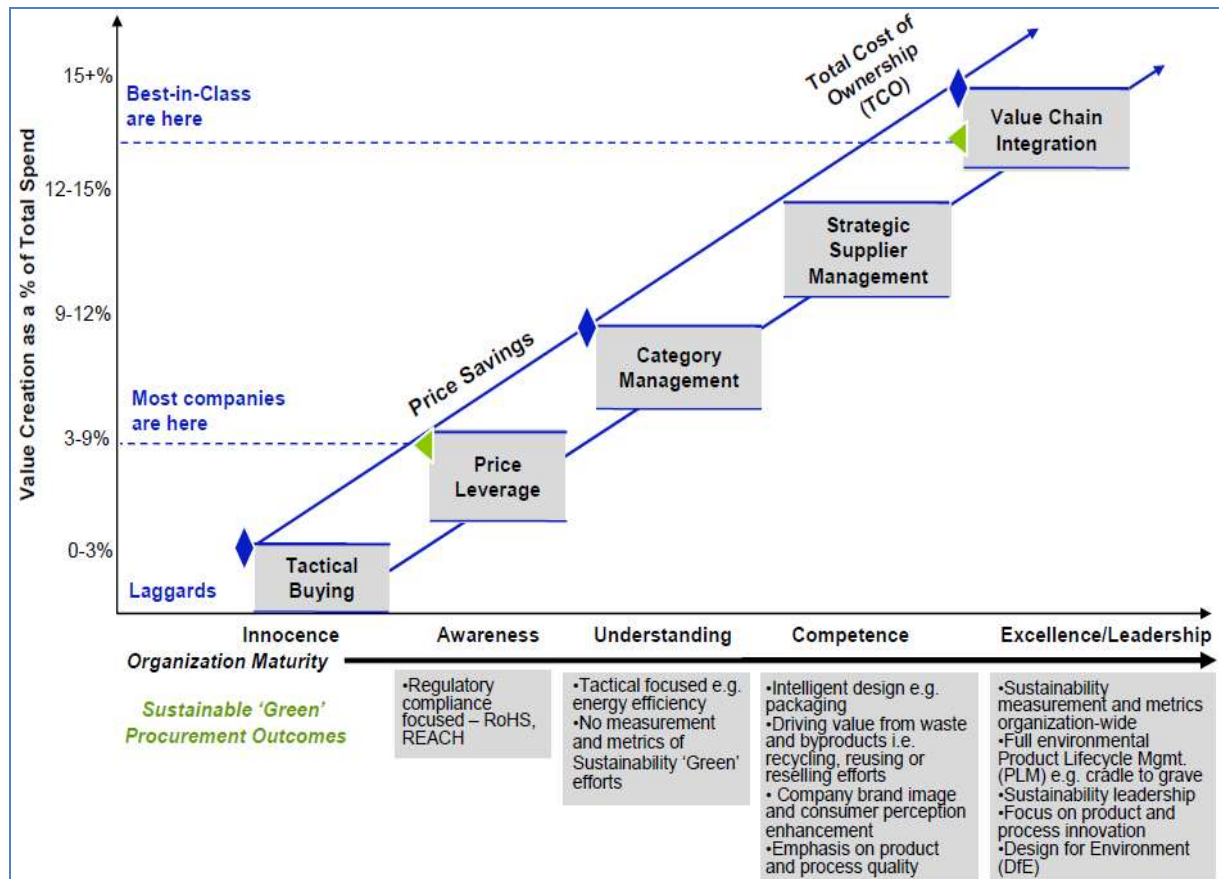 Value Creation as a % of Total Spend
15+%
12-15%
9-12%
3-9%
0-3%
Best-in-Class
are here
Most companies
are here
Laggards
Price Savings
Total Cost of
Ownership
(TCO)
Tactical
Buying
Price
Leverage
Category
Management
Strategic
Supplier
Management
Value Chain
Integration
Innocence
Awareness
Understanding
Competence
Excellence/Leadership
Organization Maturity
Sustainable ‘Green’
Procurement Outcomes
•Regulatory
compliance
focused – RoHS,
REACH
•Tactical focused e.g.
energy efficiency
•No measurement
and metrics of
Sustainability ‘Green’
efforts
•Intelligent design e.g.
packaging
•Driving value from waste
and byproducts i.e.
recycling, reusing or
reselling efforts
• Company brand image
and consumer perception
enhancement
•Emphasis on product
and process quality
•Sustainability
measurement and metrics
organization-wide
•Full environmental
Product Lifecycle Mgmt.
(PLM) e.g. cradle to grave
•Sustainability leadership
•Focus on product and
process innovation
•Design for Environment
(DfE)